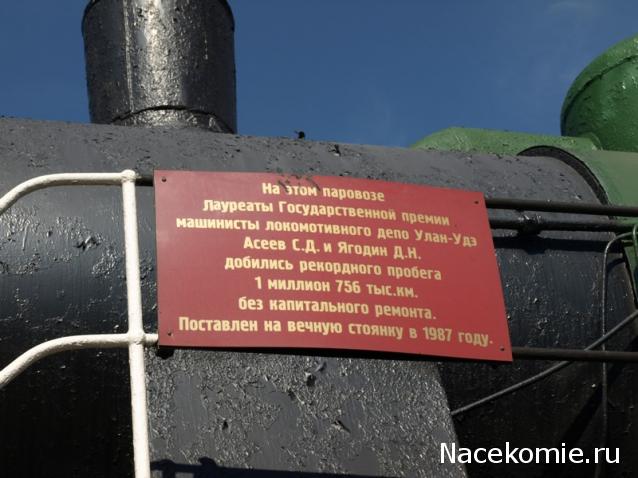 На этом паровозе
Лауреаты Государственной премии
машинисты локомотивного депо Улан-Удэ
Асеев С.Д. и Ягодин Д.Н.
добились рекордного пробега
1 миллион 756 тыс.км.
без капитального ремонта.
Поставлен на вечную стоянку в 1987 году.
Nacekomie.ru